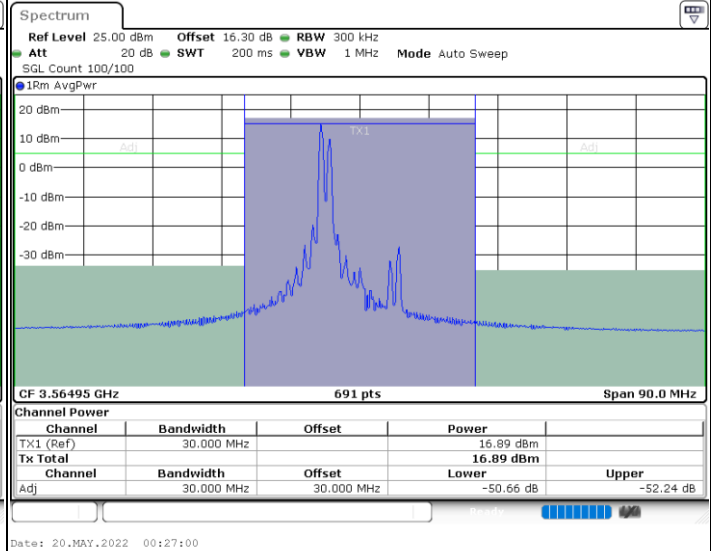 Spectrum
Ref Level 25.00 dBm Offset 16.30 dB RBW 300 kHz
Att 20 dB SWT 200 ms VBW 1 MHz Mode Auto Sweep
SGL Count 100/100
1Rm AvgPwr
20 dBm
TX1
10 dBm
Adj Adj
0 dBm
-10 dBm
-20 dBm
-30 dBm
CF 3.56495 GHz 691 pts Span 90.0 MHz
Channel Power
Channel Bandwidth Offset Power
TX1 (Ref) 30.000 MHz 16.89 dBm
Tx Total 16.89 dBm
Channel Bandwidth Offset Lower Upper
Adj 30.000 MHz 30.000 MHz -50.66 dB -52.24 dB
Ready
Date: 20.MAY.2022 00:27:00